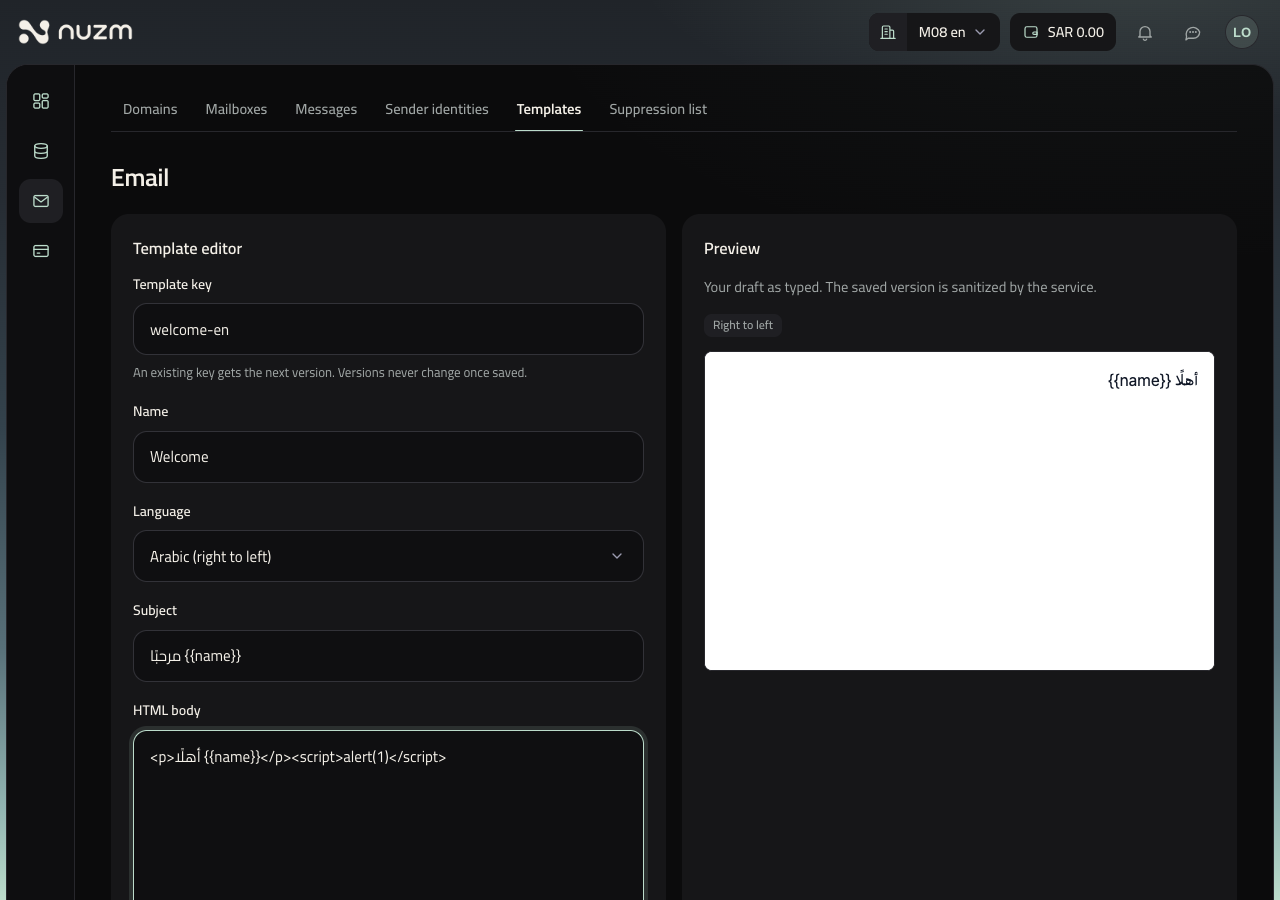 nuzm
M08 en
SAR 0.00
LO
Domains
Mailboxes
Messages
Sender identities
Templates
Suppression list
Email
Template editor
Template key
welcome-en
An existing key gets the next version. Versions never change once saved.
Name
Welcome
Language
Arabic (right to left)
Subject
مرحبًا {{name}}
HTML body
<p>أهلًا {{name}}</p><script>alert(1)</script>
Preview
Your draft as typed. The saved version is sanitized by the service.
Right to left
أهلًا {{name}}